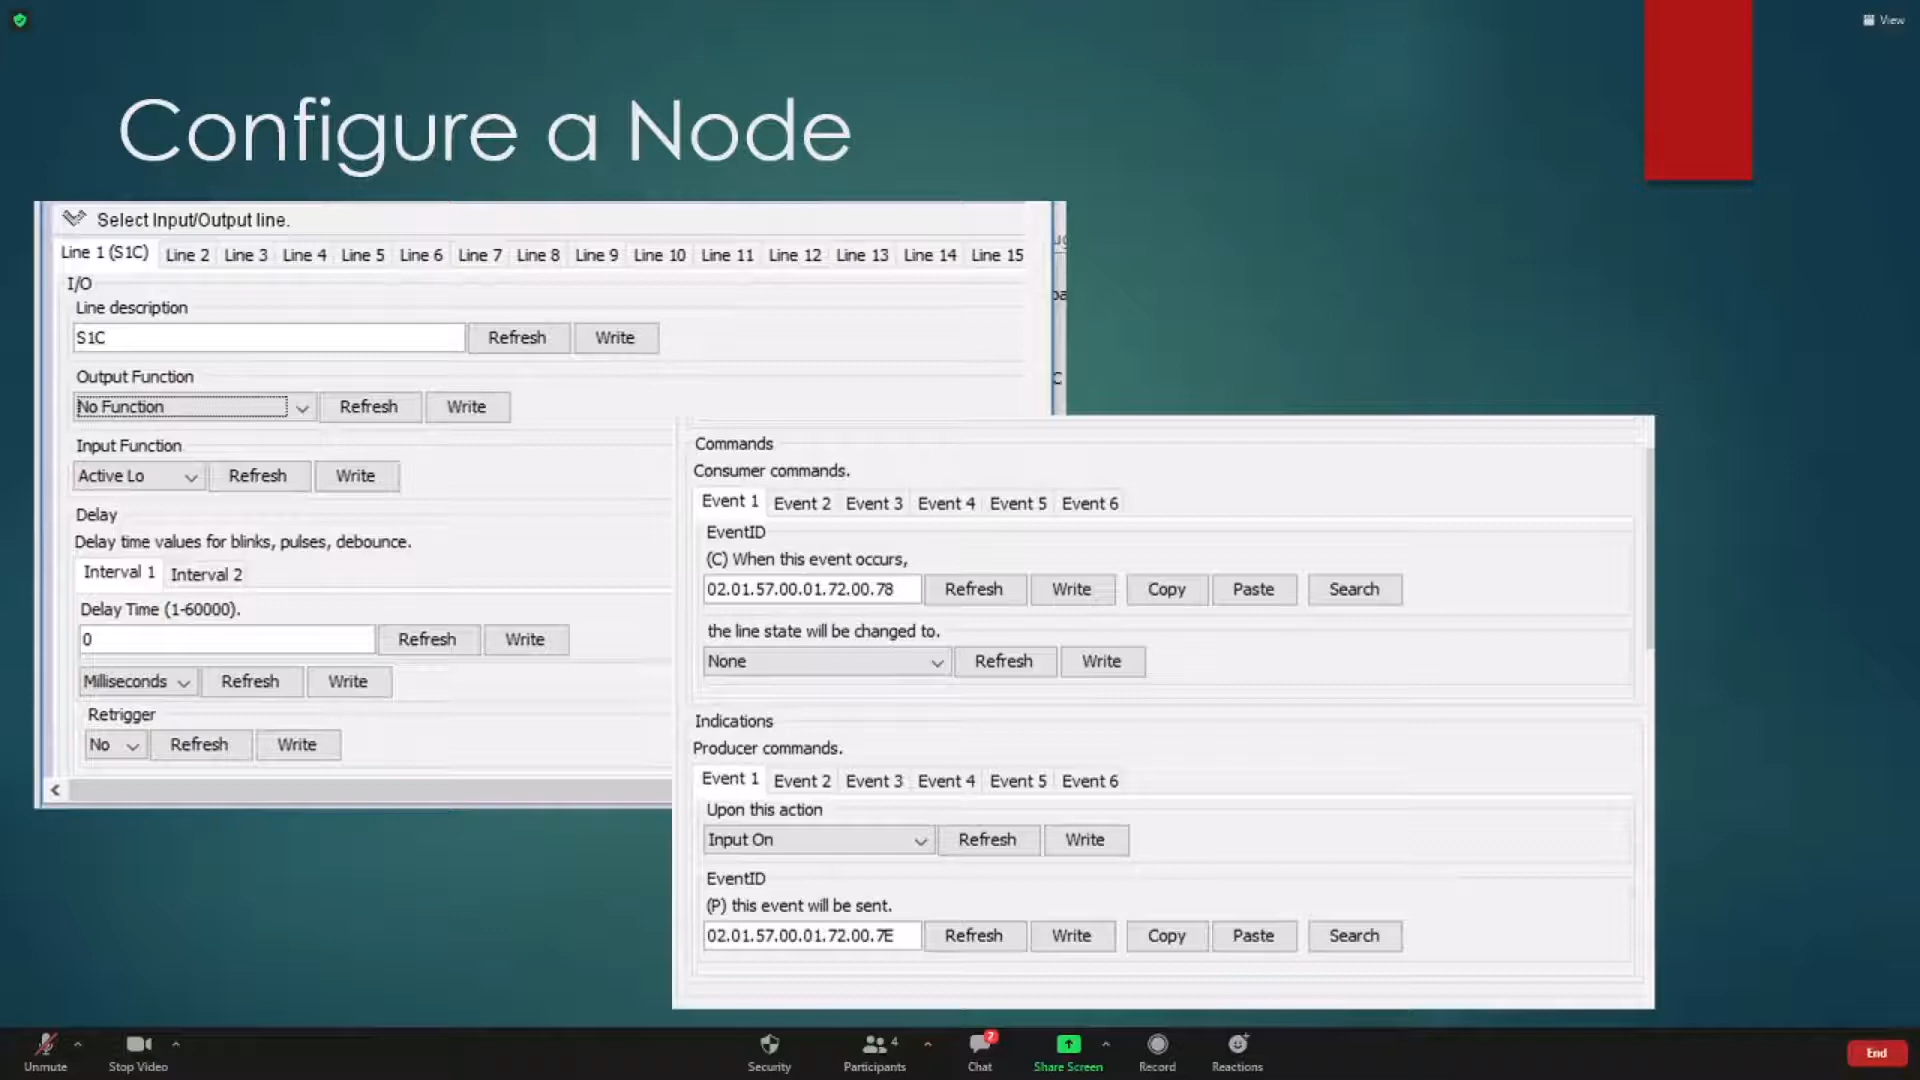 View
Configure a Node
Select Input/Output line.
Line 1 (S1C) Line 2 Line 3 Line 4 Line 5 Line 6 Line 7 Line 8 Line 9 Line 10 Line 11 Line 12 Line 13 Line 14 Line 15
I/O
Line description
S1C Refresh Write
Output Function
No Function Refresh Write
Input Function
Active Lo Refresh Write
Delay
Delay time values for blinks, pulses, debounce.
Interval 1 Interval 2
Delay Time (1-60000).
0 Refresh Write
Milliseconds Refresh Write
Retrigger
No Refresh Write
Commands
Consumer commands.
Event 1 Event 2 Event 3 Event 4 Event 5 Event 6
EventID
(C) When this event occurs,
02.01.57.00.01.72.00.78 Refresh Write Copy Paste Search
the line state will be changed to.
None Refresh Write
Indications
Producer commands.
Event 1 Event 2 Event 3 Event 4 Event 5 Event 6
Upon this action
Input On Refresh Write
EventID
(P) this event will be sent.
02.01.57.00.01.72.00.7E Refresh Write Copy Paste Search
Unmute Stop Video Security Participants 4 Chat 7 Share Screen Record Reactions End